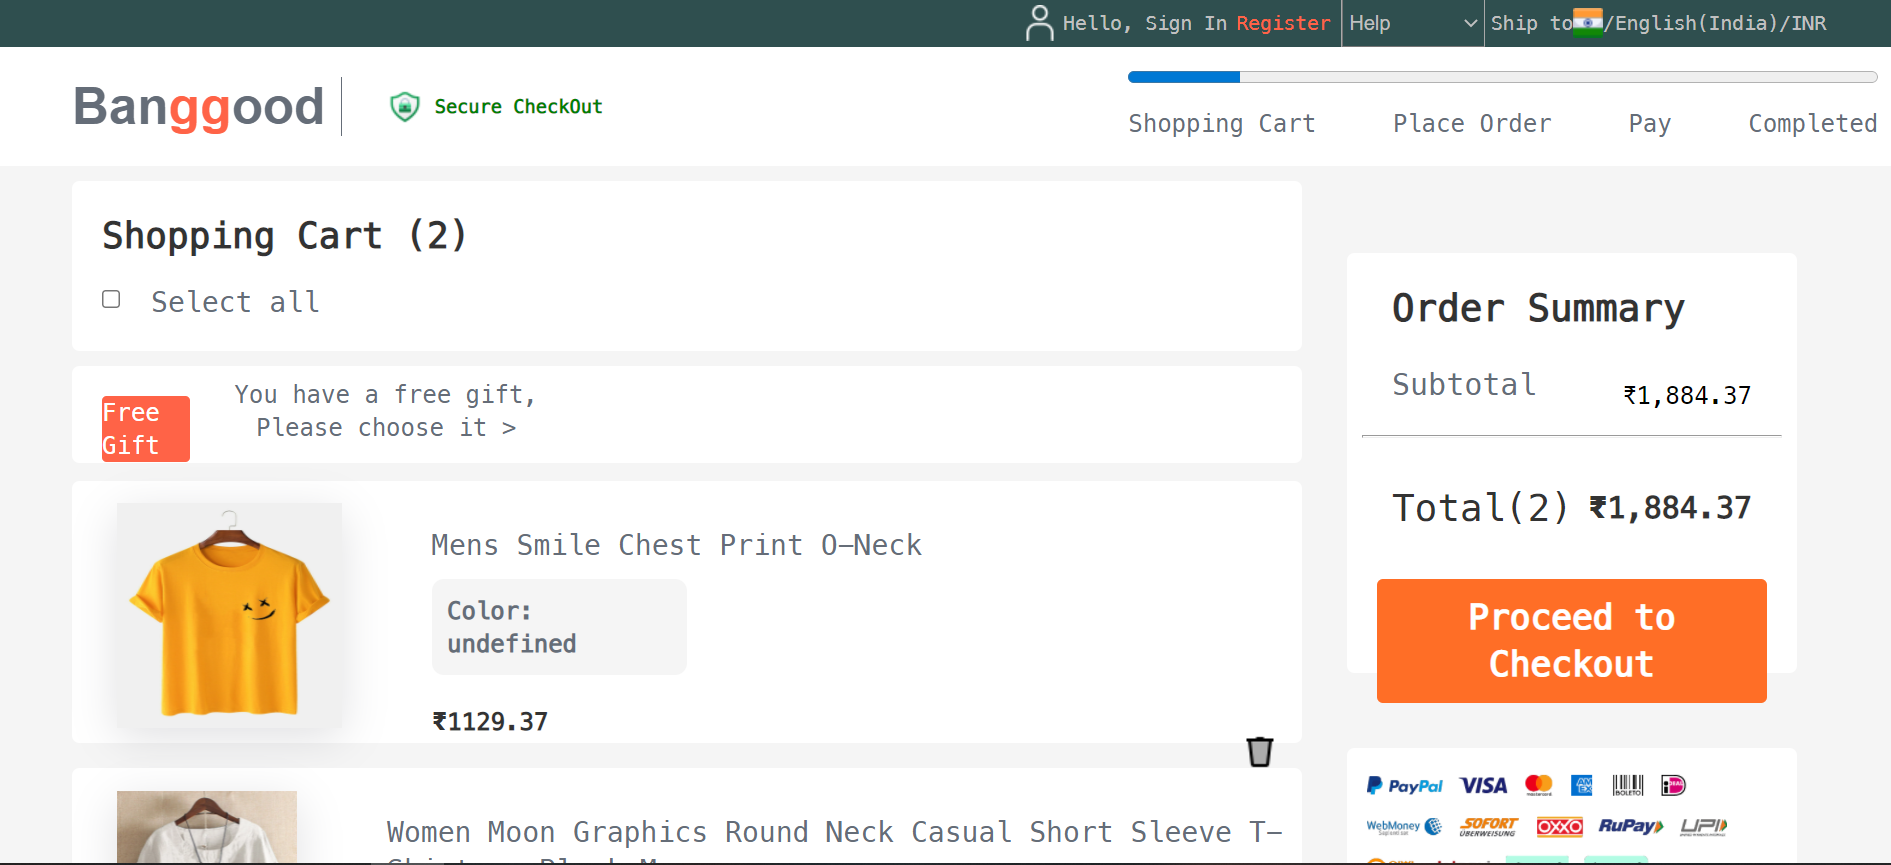 Hello, Sign In Register Help Ship to /English(India)/INR
Banggood Secure CheckOut
Shopping Cart Place Order Pay Completed
Shopping Cart (2)
Select all
Free
Gift
You have a free gift,
Please choose it >
Mens Smile Chest Print O-Neck
Color:
undefined
₹1129.37
Women Moon Graphics Round Neck Casual Short Sleeve T-
Order Summary
Subtotal ₹1,884.37
Total(2) ₹1,884.37
Proceed to
Checkout
PayPal VISA mastercard AMEX BOLETO iDEAL
WebMoney SOFORT ÜBERWEISUNG OXXO RuPay UPI